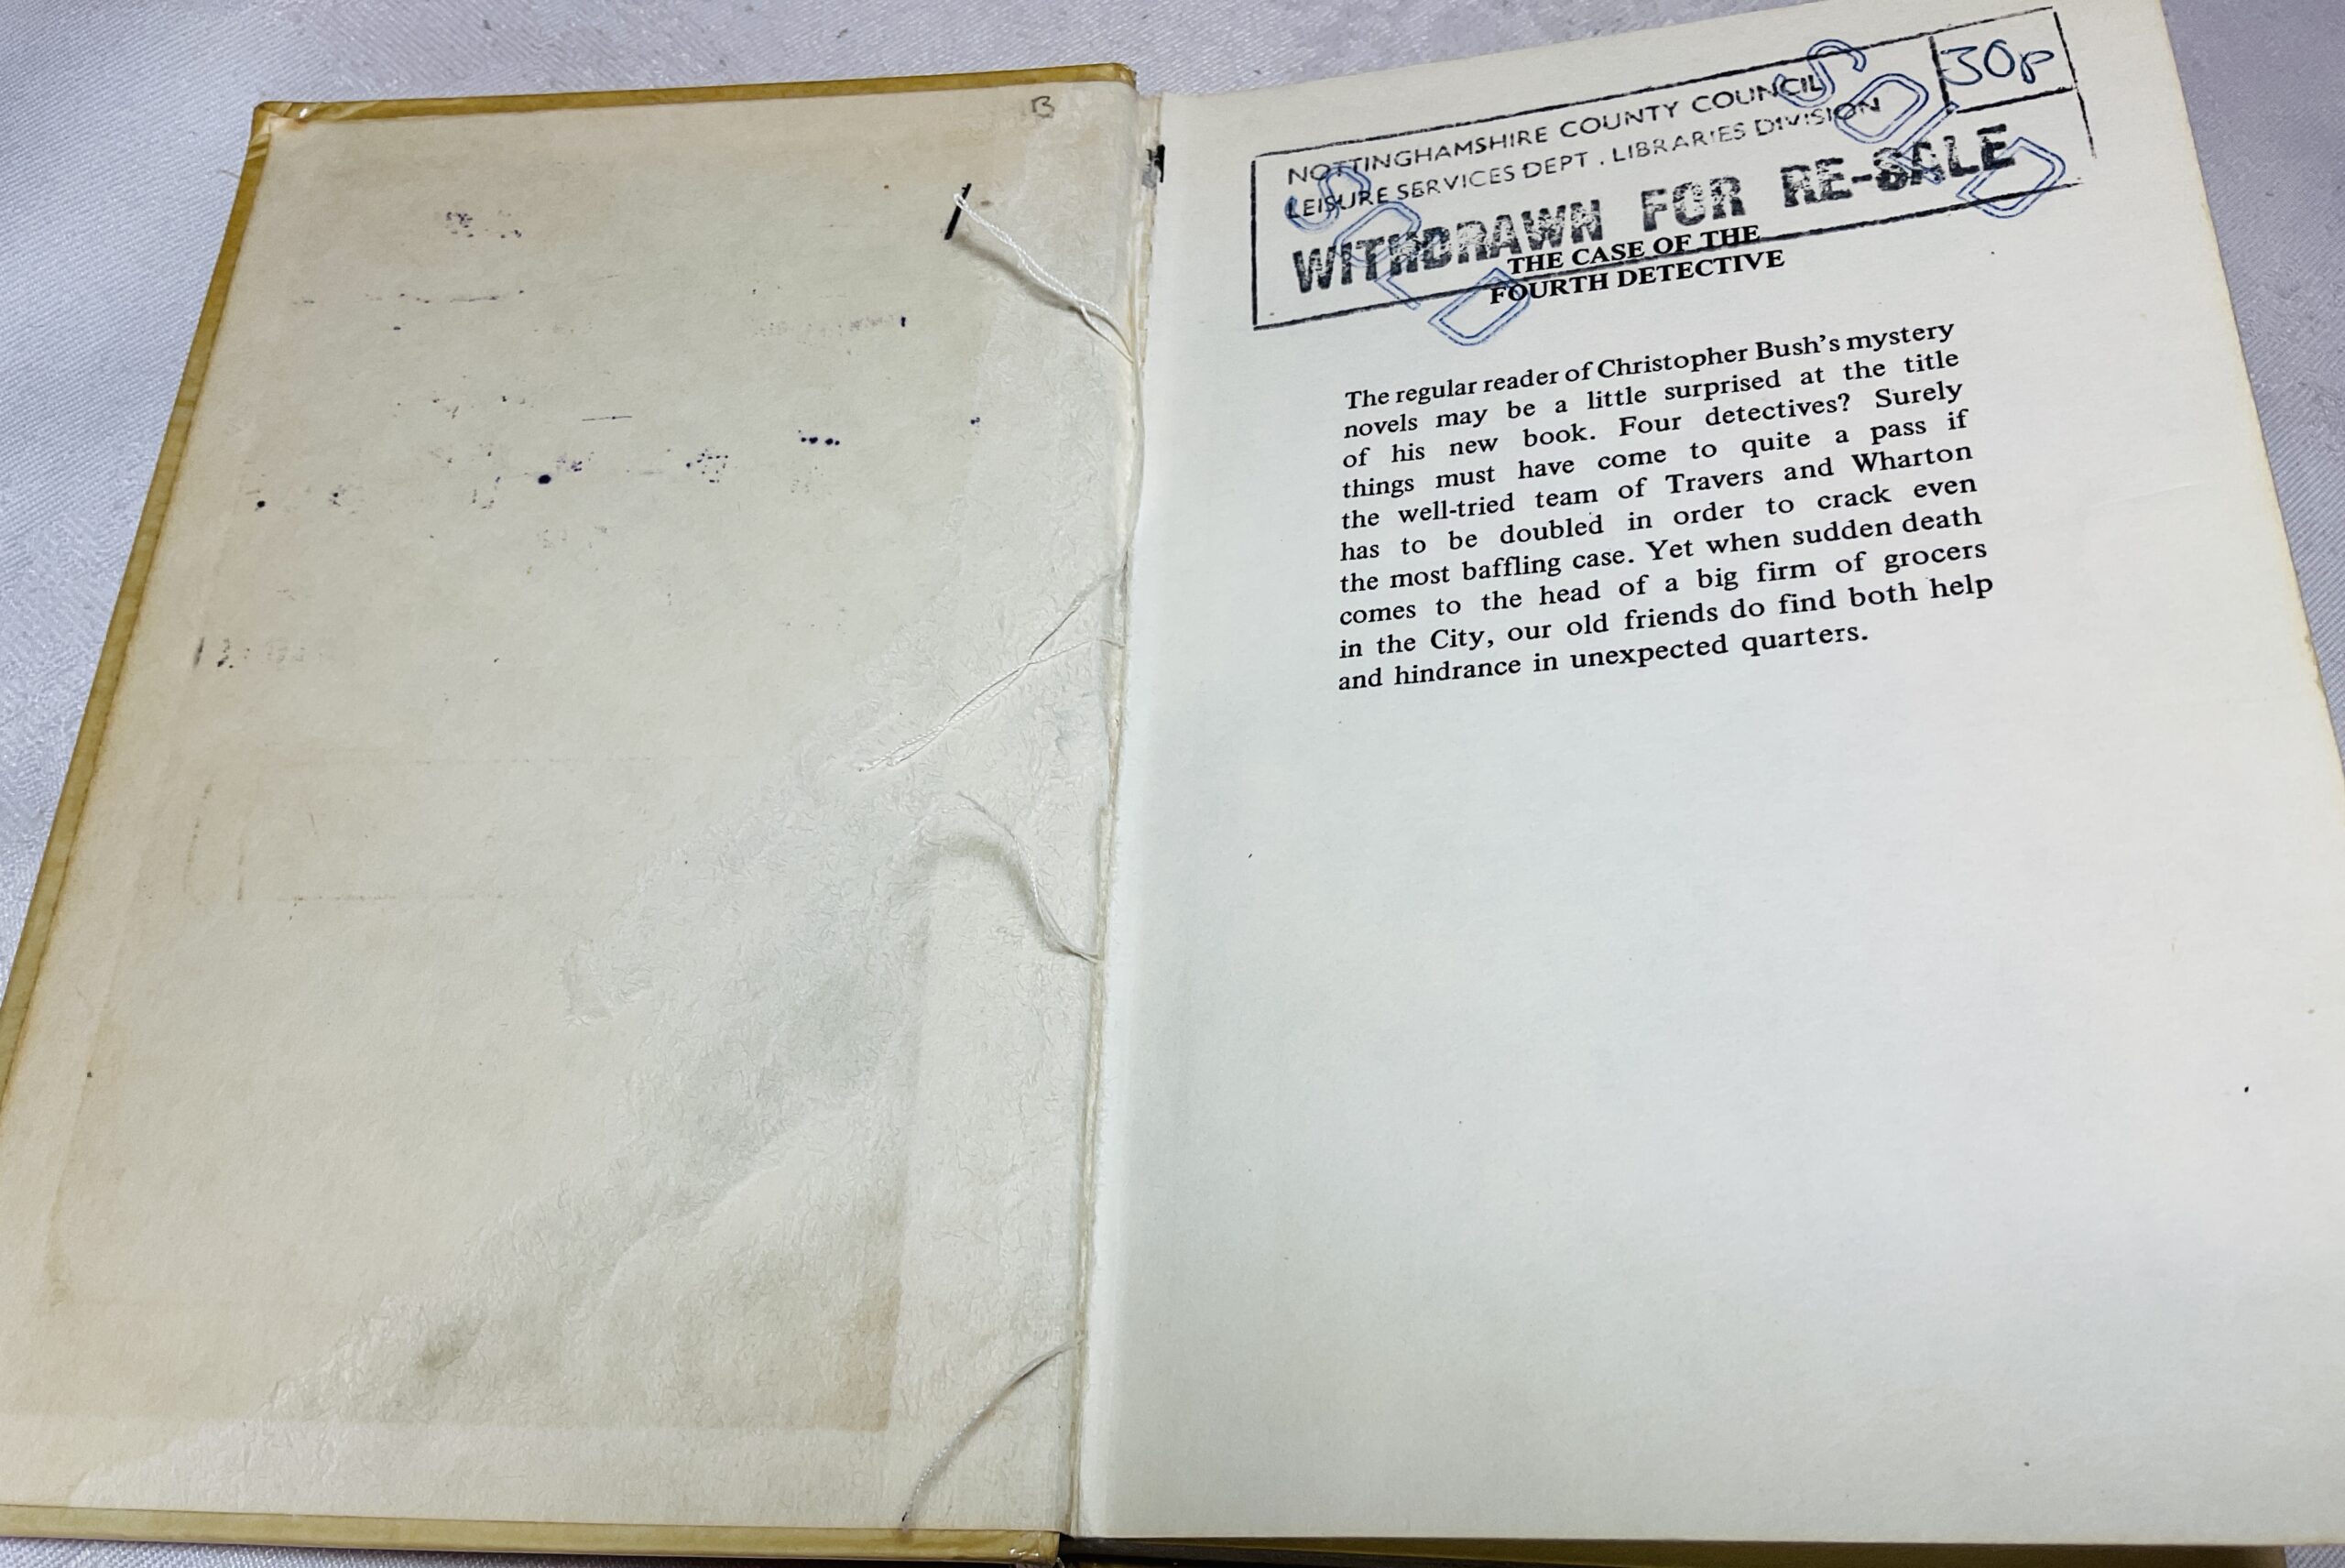 B
NOTTINGHAMSHIRE COUNTY COUNCIL
30p
LEISURE SERVICES DEPT . LIBRARIES DIVISION
WITHDRAWN FOR RE-SALE
SOLD
SOLD
THE CASE OF THE
FOURTH DETECTIVE
The regular reader of Christopher Bush's mystery
novels may be a little surprised at the title
of his new book. Four detectives? Surely
things must have come to quite a pass if
the well-tried team of Travers and Wharton
has to be doubled in order to crack even
the most baffling case. Yet when sudden death
comes to the head of a big firm of grocers
in the City, our old friends do find both help
and hindrance in unexpected quarters.